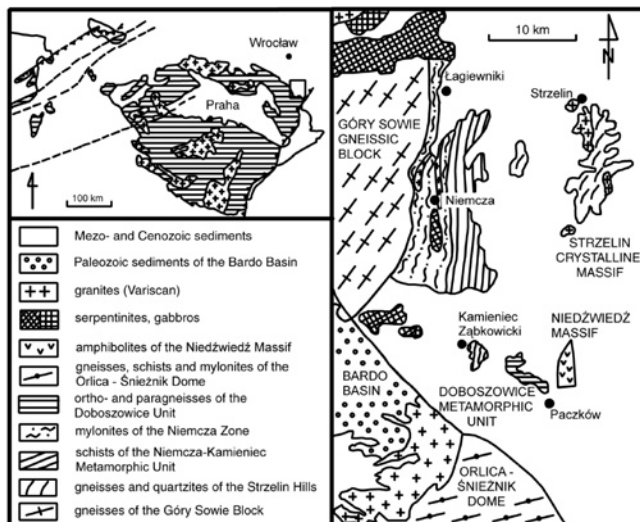 Wrocław
Praha
100 km
Mezo- and Cenozoic sediments
Paleozoic sediments of the Bardo Basin
granites (Variscan)
serpentinites, gabbros
amphibolites of the Niedźwiedź Massif
gneisses, schists and mylonites of the
Orlica - Śnieżnik Dome
ortho- and paragneisses of the
Doboszowice Unit
mylonites of the Niemcza Zone
schists of the Niemcza-Kamieniec
Metamorphic Unit
gneisses and quartzites of the Strzelin Hills
gneisses of the Góry Sowie Block
10 km
N
Łagiewniki
Strzelin
GÓRY SOWIE
GNEISSIC
BLOCK
Niemcza
STRZELIN
CRYSTALLINE
MASSIF
Kamieniec
Ząbkowicki
NIEDŹWIEDŹ
MASSIF
BARDO
BASIN
DOBOSZOWICE
METAMORPHIC
UNIT
Paczków
ORLICA -
ŚNIEŻNIK
DOME